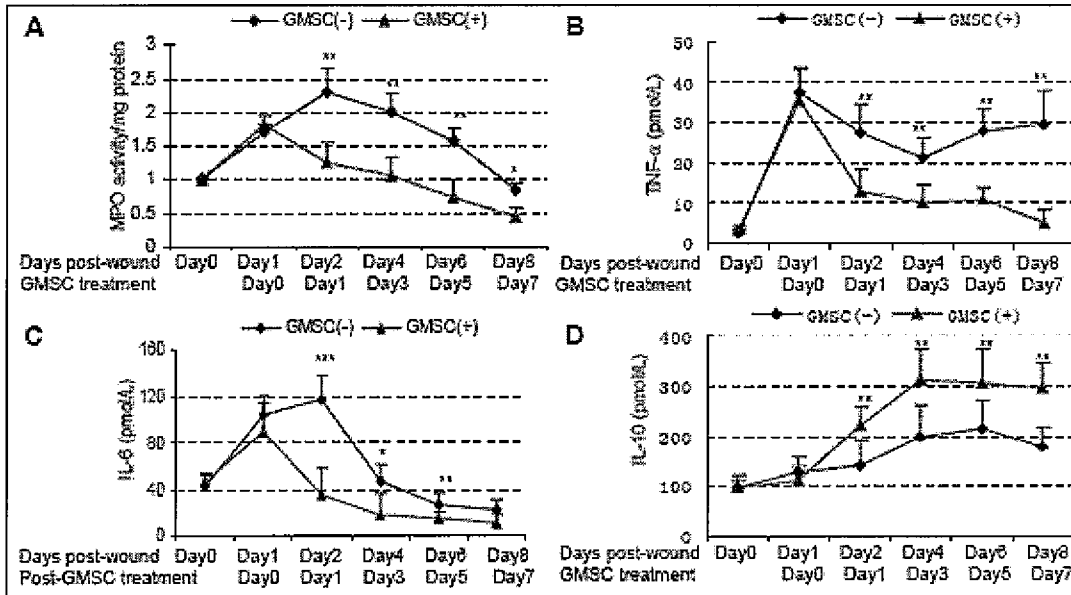 A
GMSC(-) GMSC(+)
3
2.5
2
1.5
1
0.5
0
MPO activity/mg protein
** ** ** *
Days post-wound Day0 Day1 Day2 Day4 Day6 Day8
GMSC treatment Day0 Day1 Day3 Day5 Day7
B
GMSC(-) GMSC(+)
50
40
30
20
10
0
TNF-α (pmol/L)
** ** ** **
Days post-wound Day0 Day1 Day2 Day4 Day6 Day8
GMSC treatment Day0 Day1 Day3 Day5 Day7
C
GMSC(-) GMSC(+)
160
120
80
40
0
IL-6 (pmol/L)
*** * **
Days post-wound Day0 Day1 Day2 Day4 Day6 Day8
Post-GMSC treatment Day0 Day1 Day3 Day5 Day7
D
GMSC(-) GMSC(+)
400
300
200
100
0
IL-10 (pmol/L)
** ** ** **
Days post-wound Day0 Day1 Day2 Day4 Day6 Day8
GMSC treatment Day0 Day1 Day3 Day5 Day7